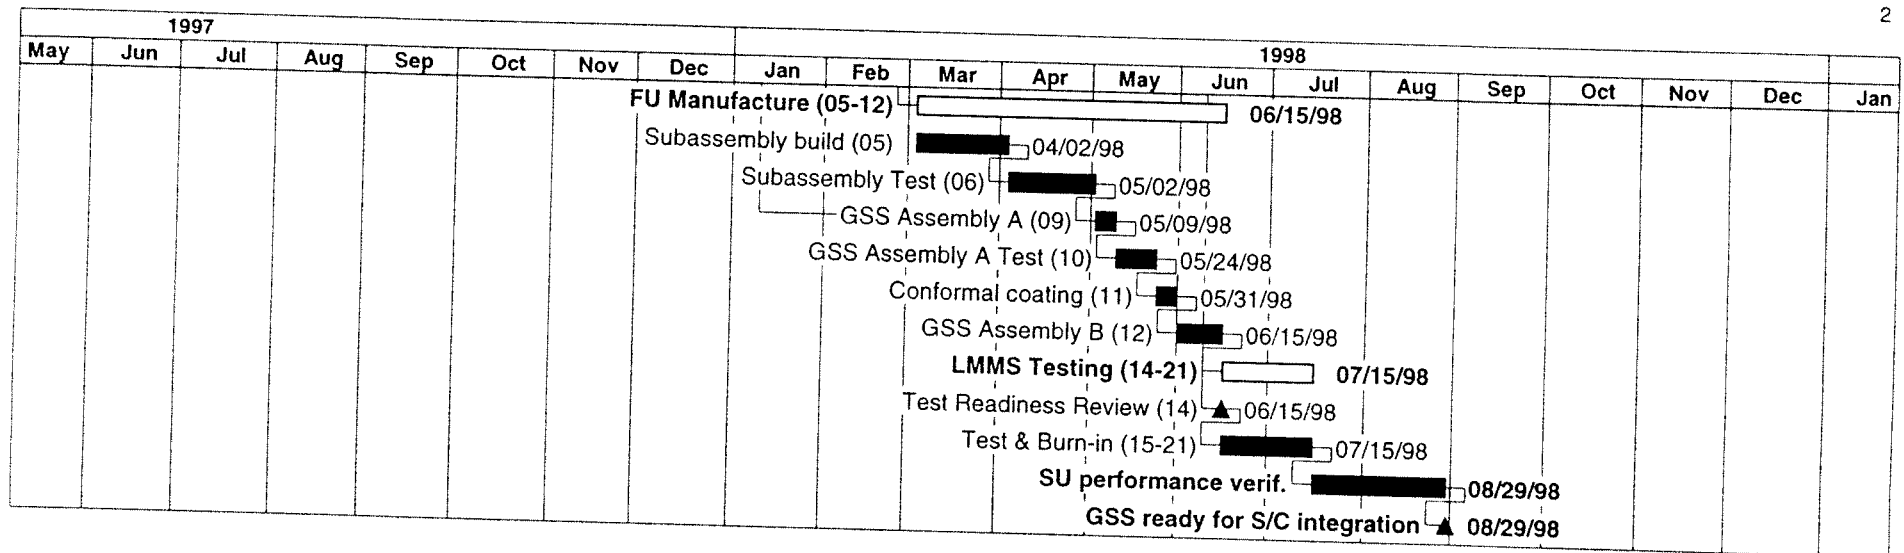 2
1997 1998
May Jun Jul Aug Sep Oct Nov Dec Jan Feb Mar Apr May Jun Jul Aug Sep Oct Nov Dec Jan
FU Manufacture (05-12) 06/15/98
Subassembly build (05) 04/02/98
Subassembly Test (06) 05/02/98
GSS Assembly A (09) 05/09/98
GSS Assembly A Test (10) 05/24/98
Conformal coating (11) 05/31/98
GSS Assembly B (12) 06/15/98
LMMS Testing (14-21) 07/15/98
Test Readiness Review (14) 06/15/98
Test & Burn-in (15-21) 07/15/98
SU performance verif. 08/29/98
GSS ready for S/C integration 08/29/98